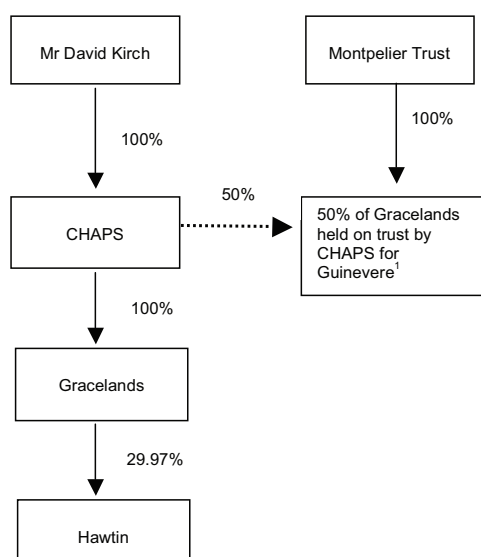 Mr David Kirch
Montpelier Trust
100%
100%
50%
CHAPS
50% of Gracelands
held on trust by
CHAPS for
Guinevere1
100%
Gracelands
29.97%
Hawtin